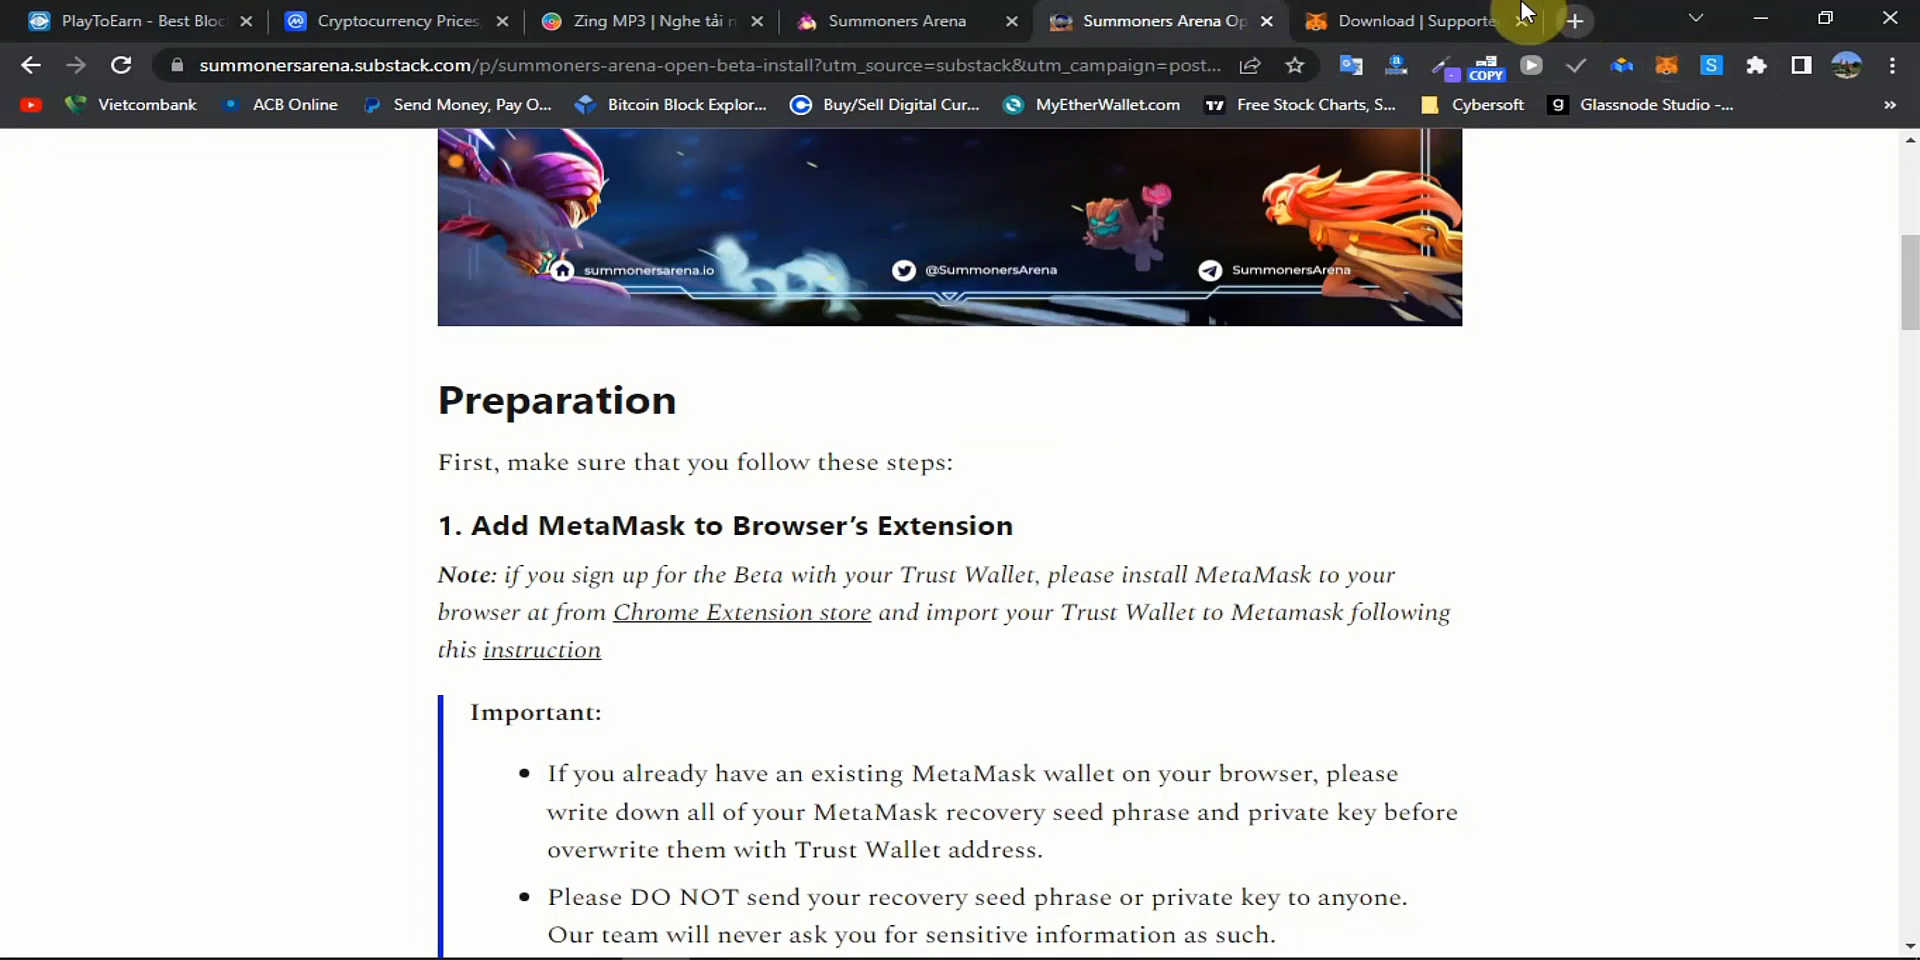 PlayToEarn - Best Bloc
Cryptocurrency Prices,
Zing MP3 | Nghe tải n
Summoners Arena
Summoners Arena Op
Download | Supporte
summonersarena.substack.com/p/summoners-arena-open-beta-install?utm_source=substack&utm_campaign=post...
COPY
S
Vietcombank
ACB Online
Send Money, Pay O...
Bitcoin Block Explor...
Buy/Sell Digital Cur...
MyEtherWallet.com
Free Stock Charts, S...
Cybersoft
g
Glassnode Studio -...
»
summonersarena.io
@SummonersArena
SummonersArena
Preparation
First, make sure that you follow these steps:
1. Add MetaMask to Browser’s Extension
Note: if you sign up for the Beta with your Trust Wallet, please install MetaMask to your
browser at from Chrome Extension store and import your Trust Wallet to Metamask following
this instruction
Important:
• If you already have an existing MetaMask wallet on your browser, please
write down all of your MetaMask recovery seed phrase and private key before
overwrite them with Trust Wallet address.
• Please DO NOT send your recovery seed phrase or private key to anyone.
Our team will never ask you for sensitive information as such.